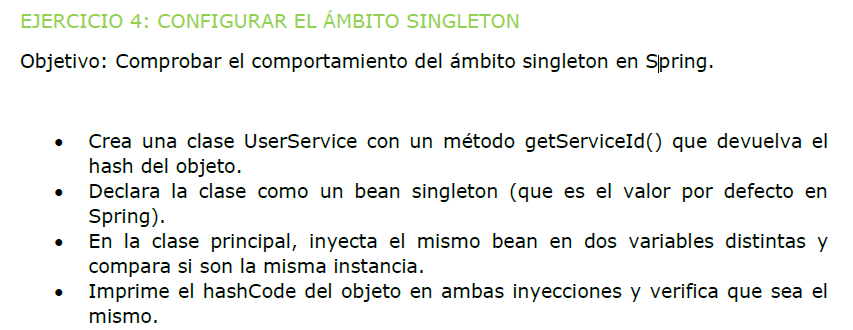 EJERCICIO 4: CONFIGURAR EL ÁMBITO SINGLETON
Objetivo: Comprobar el comportamiento del ámbito singleton en Spring.
• Crea una clase UserService con un método getServiceId() que devuelva el
hash del objeto.
• Declara la clase como un bean singleton (que es el valor por defecto en
Spring).
• En la clase principal, inyecta el mismo bean en dos variables distintas y
compara si son la misma instancia.
• Imprime el hashCode del objeto en ambas inyecciones y verifica que sea el
mismo.